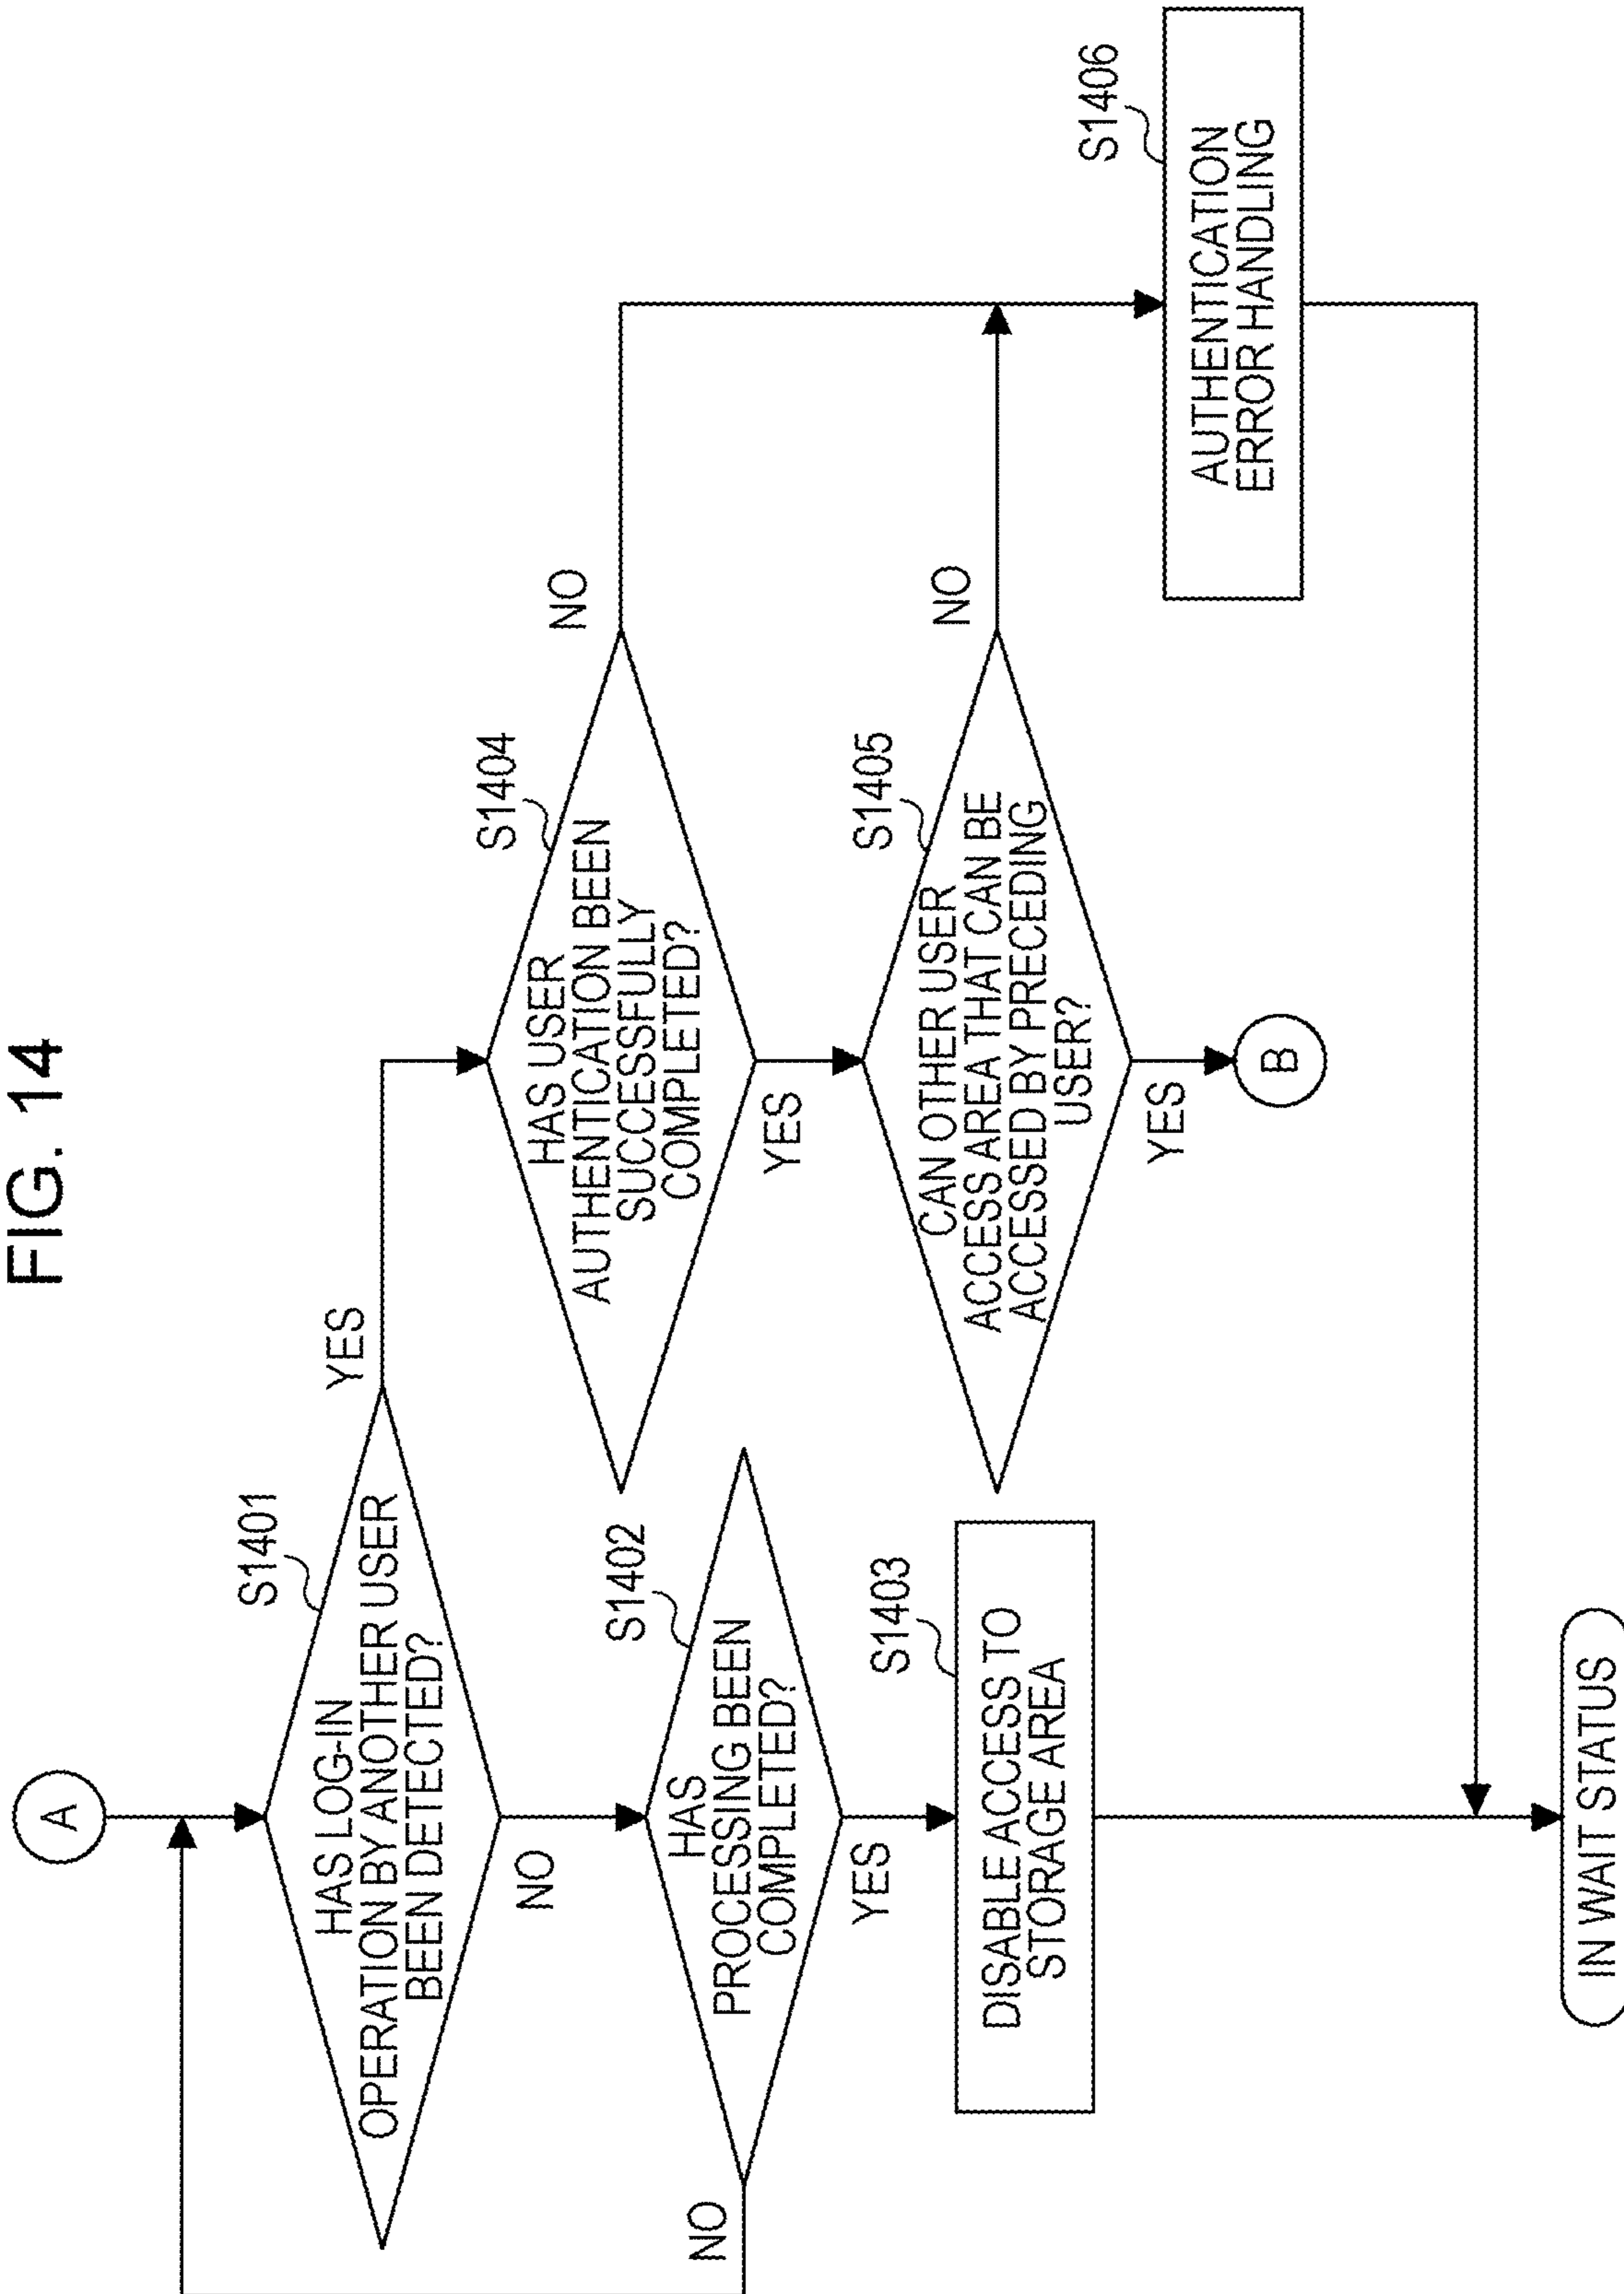 FIG. 14
A
S1401
HAS LOG-IN
OPERATION BY ANOTHER USER
BEEN DETECTED?
YES
NO
S1402
HAS
PROCESSING BEEN
COMPLETED?
NO
YES
S1403
DISABLE ACCESS TO
STORAGE AREA
S1404
HAS USER
AUTHENTICATION BEEN
SUCCESSFULLY
COMPLETED?
NO
YES
S1405
CAN OTHER USER
ACCESS AREA THAT CAN BE
ACCESSED BY PRECEDING
USER?
NO
YES
B
S1406
AUTHENTICATION
ERROR HANDLING
IN WAIT STATUS